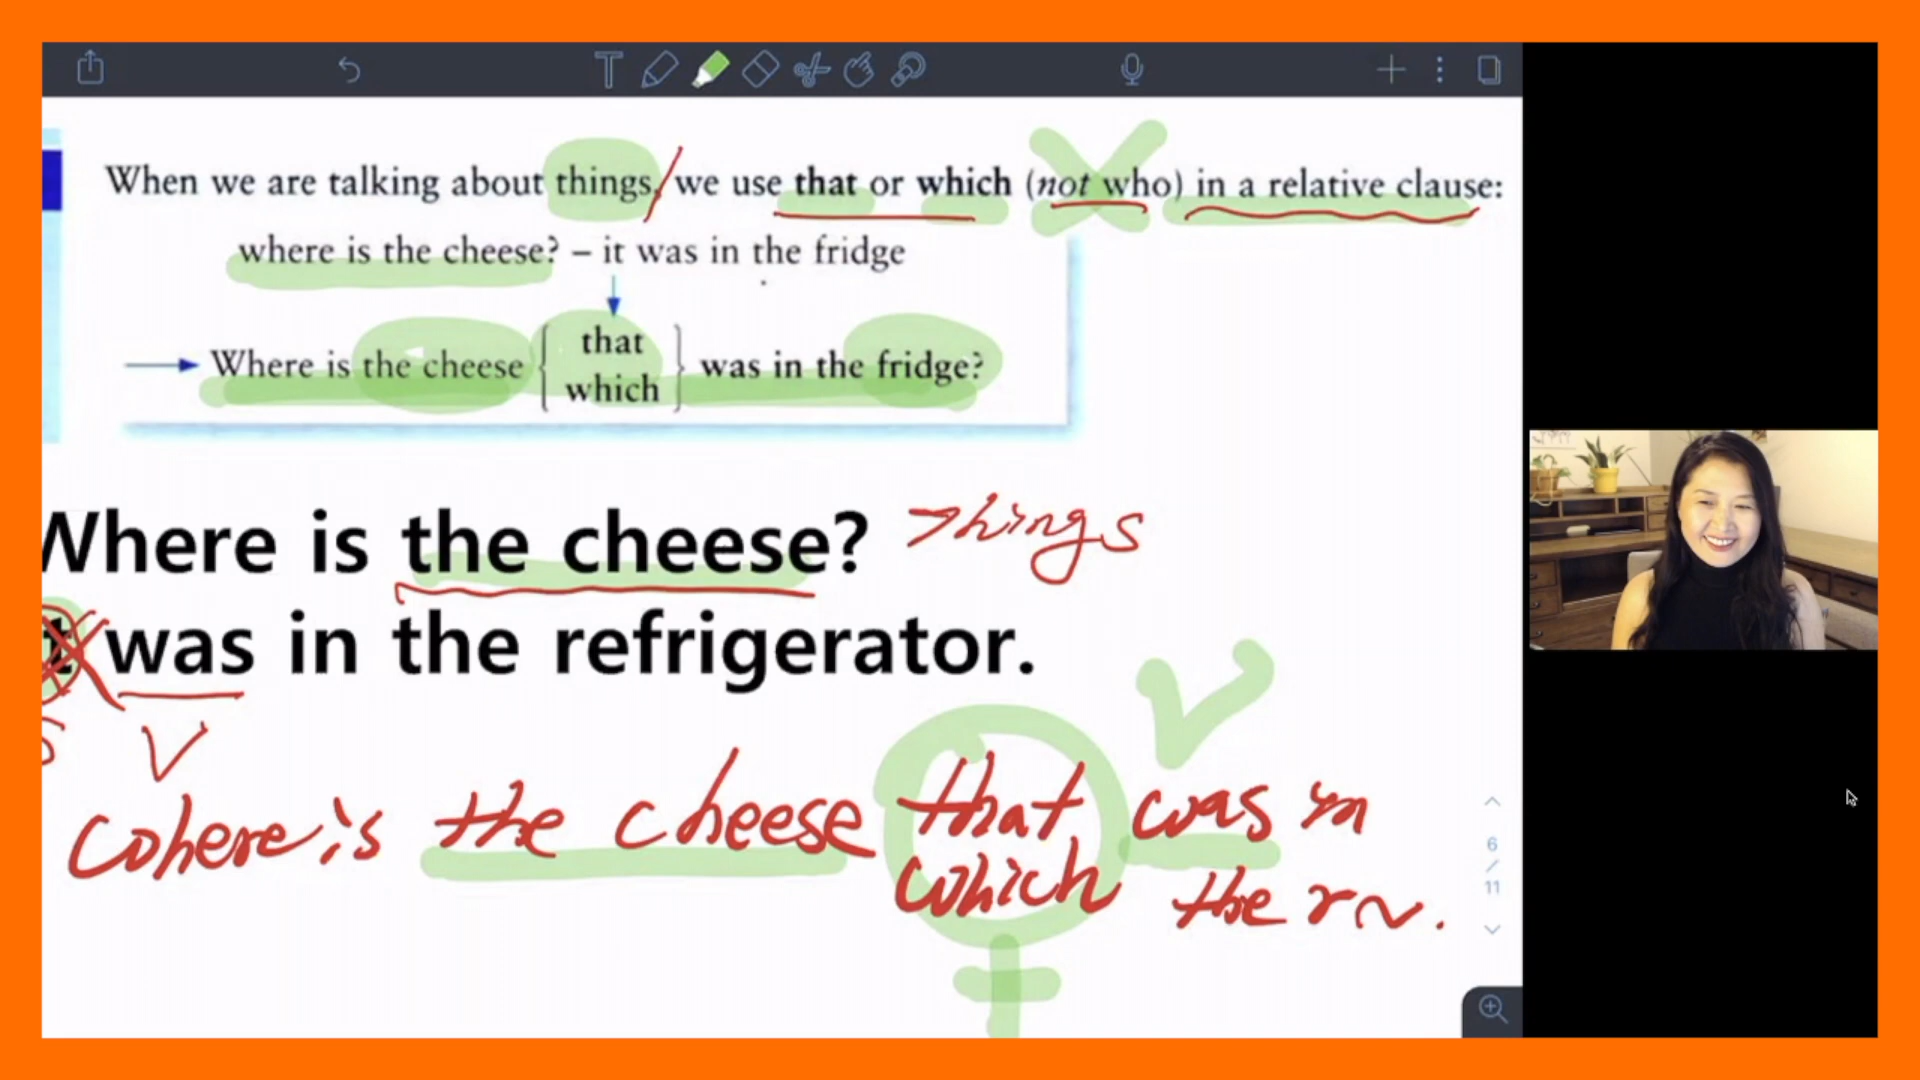 When we are talking about things, we use that or which (not who) in a relative clause:
where is the cheese? – it was in the fridge
Where is the cheese { that which } was in the fridge?
Where is the cheese? things
was in the refrigerator.
V
where is the cheese that was in
which the r
6
/
11